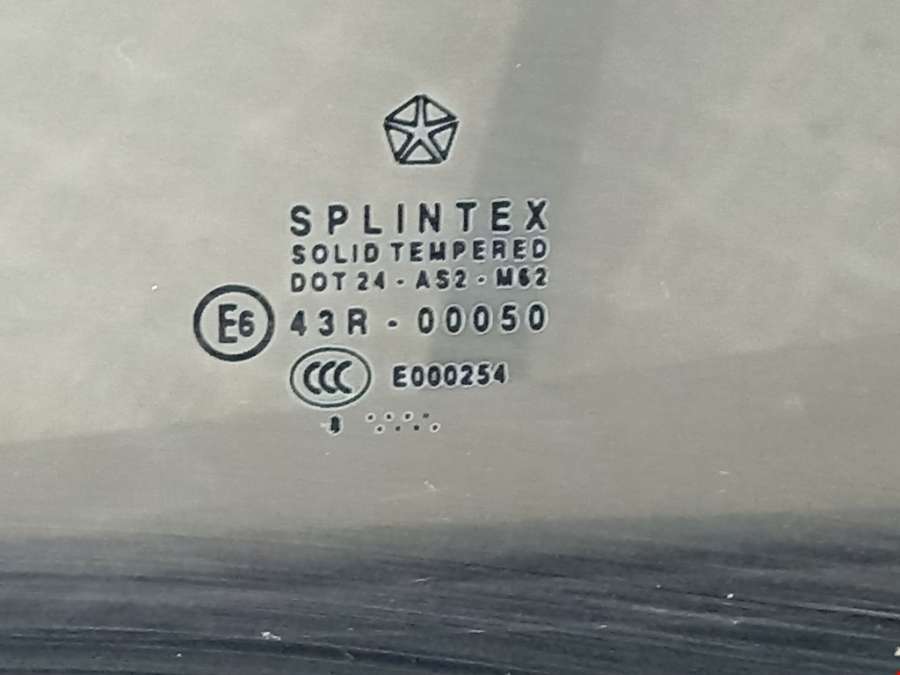 SPLINTEX
SOLID TEMPERED
DOT 24 - AS2 - M62
E6 43R - 00050
CCC E000254